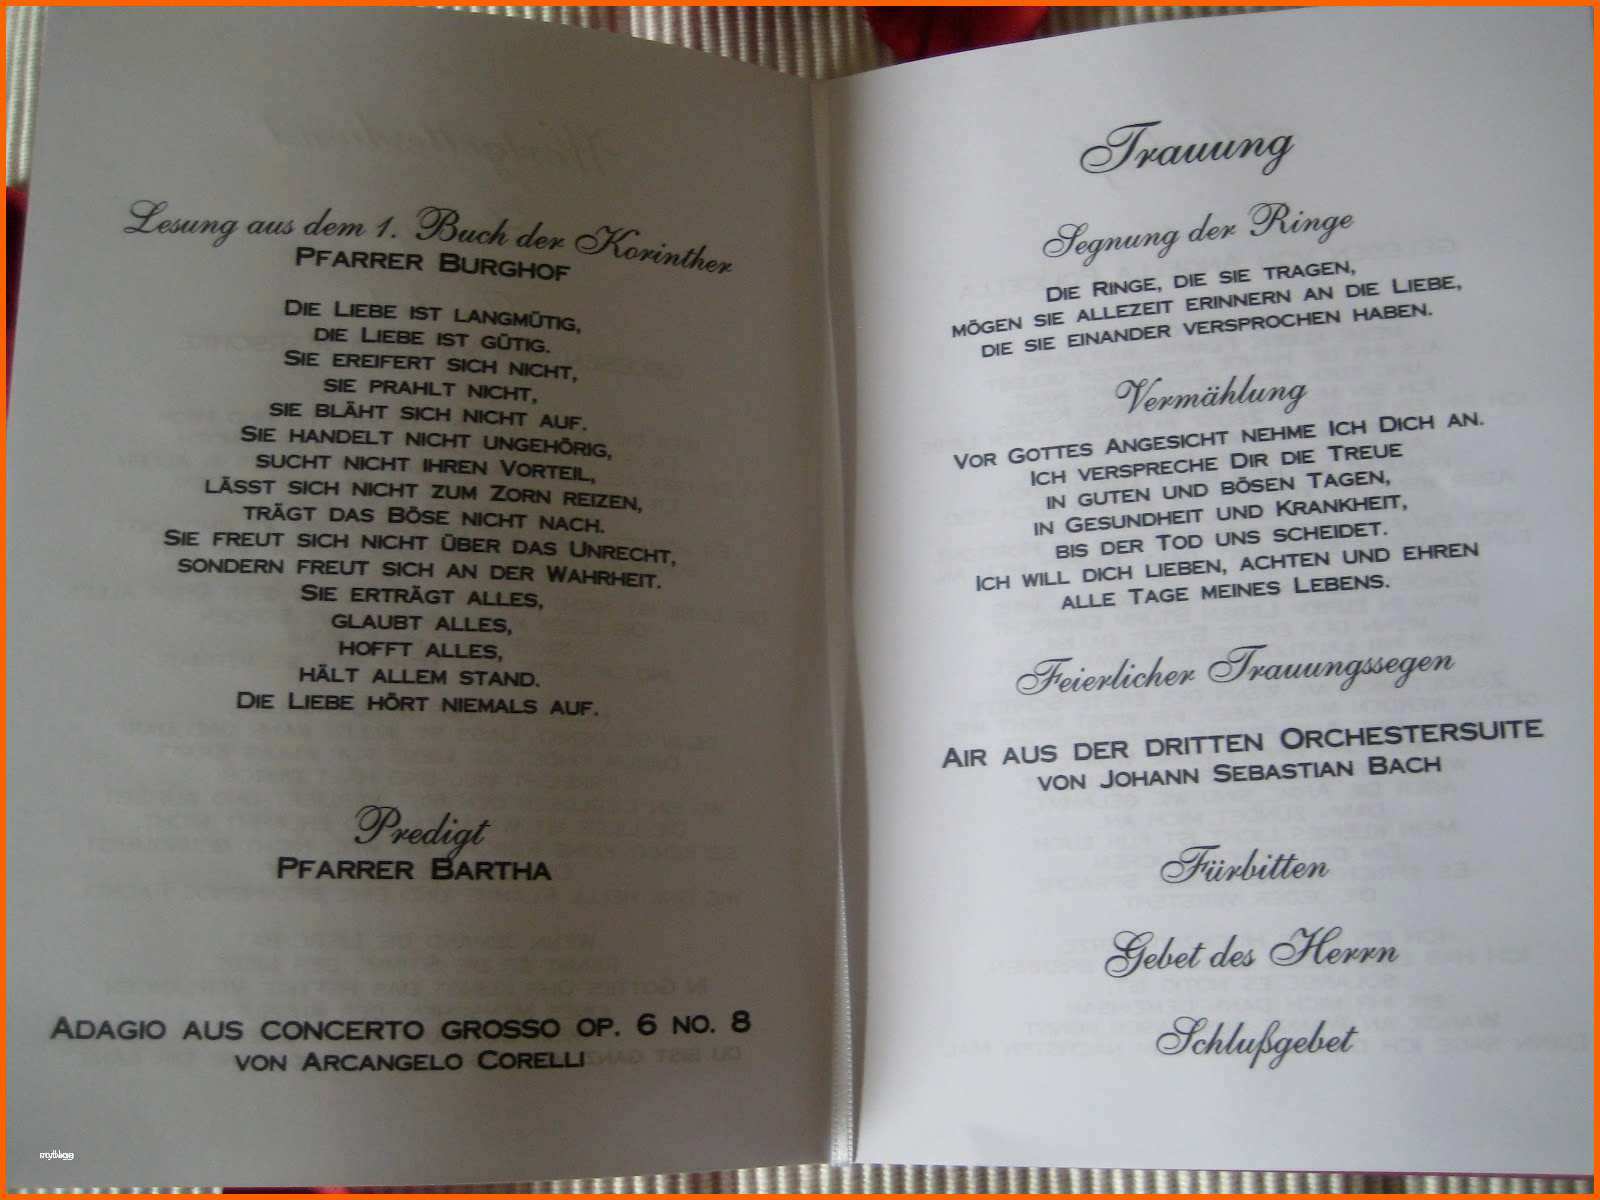 Lesung aus dem 1. Buch der Korinther
Pfarrer Burghof
Die Liebe ist langmütig,
die Liebe ist gütig.
Sie ereifert sich nicht,
sie prahlt nicht,
sie bläht sich nicht auf.
Sie handelt nicht ungehörig,
sucht nicht ihren Vorteil,
lässt sich nicht zum Zorn reizen,
trägt das Böse nicht nach.
Sie freut sich nicht über das Unrecht,
sondern freut sich an der Wahrheit.
Sie erträgt alles,
glaubt alles,
hofft alles,
hält allem stand.
Die Liebe hört niemals auf.
Predigt
Pfarrer Bartha
Adagio aus concerto grosso op. 6 no. 8
von Arcangelo Corelli
Trauung
Segnung der Ringe
Die Ringe, die sie tragen,
mögen sie allezeit erinnern an die Liebe,
die sie einander versprochen haben.
Vermählung
Vor Gottes Angesicht nehme Ich Dich an.
Ich verspreche Dir die Treue
in guten und bösen Tagen,
in Gesundheit und Krankheit,
bis der Tod uns scheidet.
Ich will dich lieben, achten und ehren
alle Tage meines Lebens.
Feierlicher Trauungssegen
Air aus der dritten Orchestersuite
von Johann Sebastian Bach
Fürbitten
Gebet des Herrn
Schlußgebet